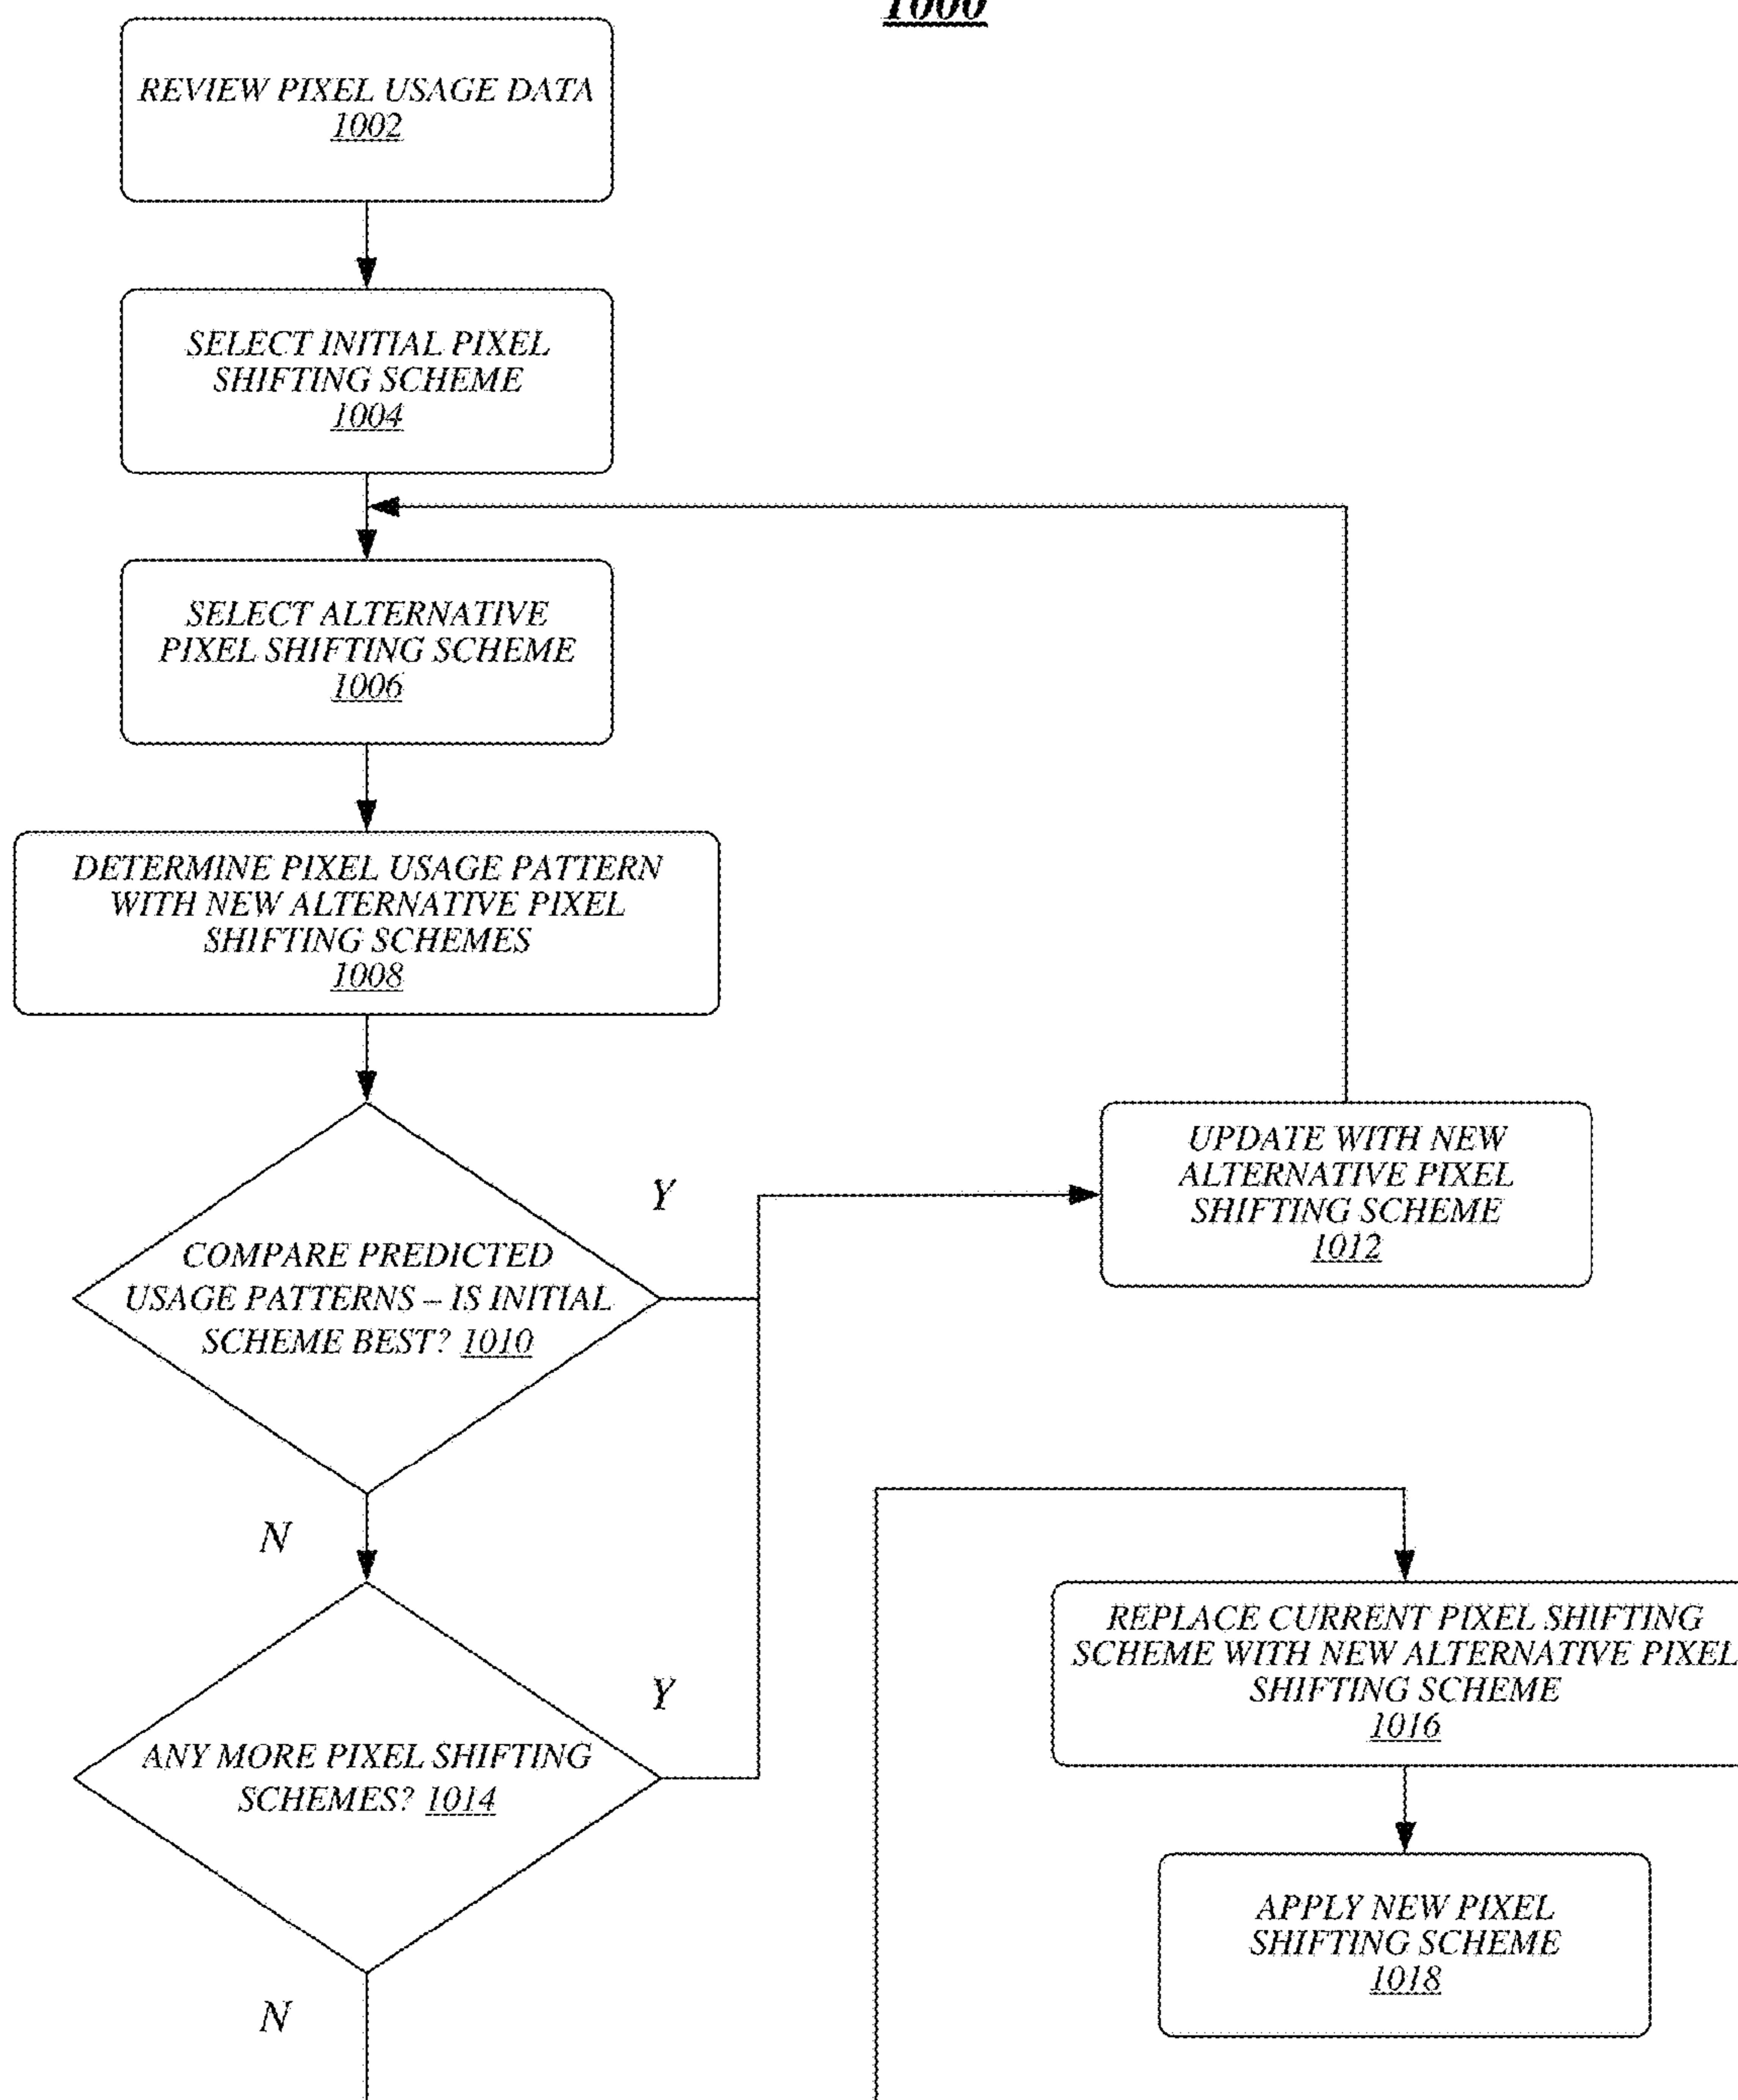 1000
REVIEW PIXEL USAGE DATA
1002
SELECT INITIAL PIXEL
SHIFTING SCHEME
1004
SELECT ALTERNATIVE
PIXEL SHIFTING SCHEME
1006
DETERMINE PIXEL USAGE PATTERN
WITH NEW ALTERNATIVE PIXEL
SHIFTING SCHEMES
1008
COMPARE PREDICTED
USAGE PATTERNS – IS INITIAL
SCHEME BEST? 1010
Y
N
UPDATE WITH NEW
ALTERNATIVE PIXEL
SHIFTING SCHEME
1012
ANY MORE PIXEL SHIFTING
SCHEMES? 1014
Y
N
REPLACE CURRENT PIXEL SHIFTING
SCHEME WITH NEW ALTERNATIVE PIXEL
SHIFTING SCHEME
1016
APPLY NEW PIXEL
SHIFTING SCHEME
1018